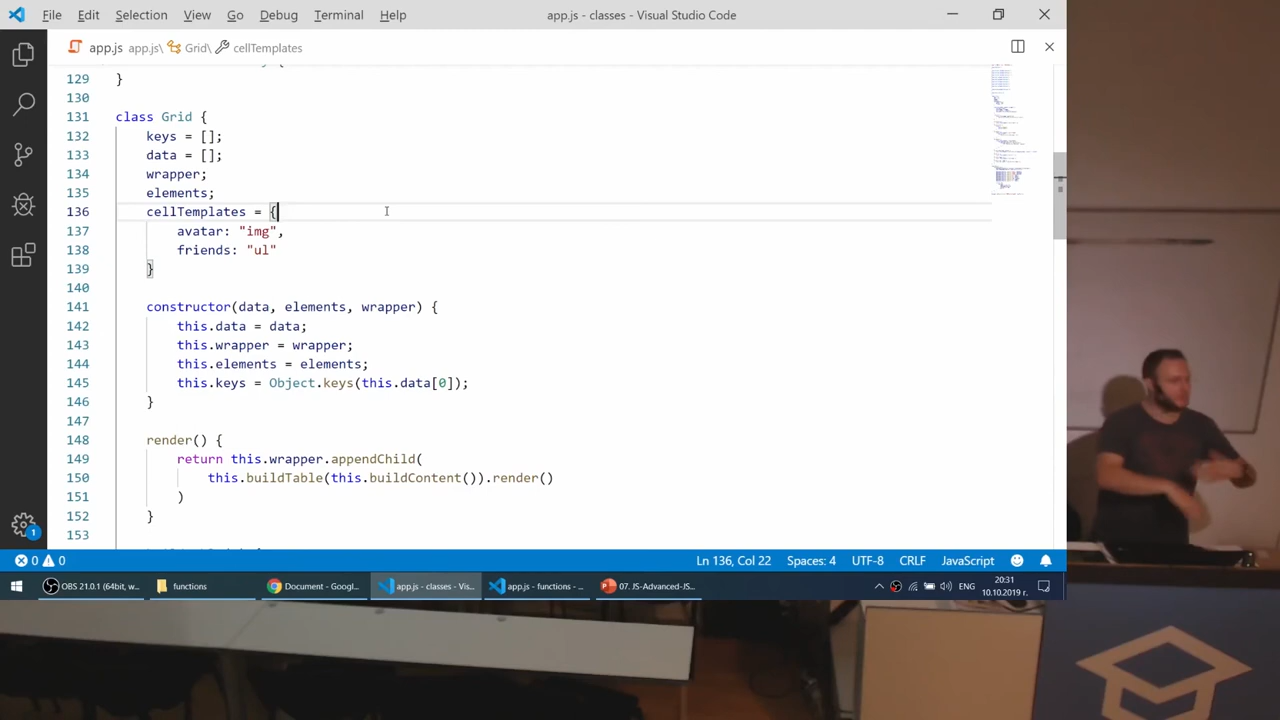 File Edit Selection View Go Debug Terminal Help app.js - classes - Visual Studio Code
app.js app.js\ Grid\ cellTemplates
129 }
130
131 class Grid {
132 keys = [];
133 data = [];
134 wrapper;
135 elements;
136 cellTemplates = {
137 avatar: "img",
138 friends: "ul"
139 }
140
141 constructor(data, elements, wrapper) {
142 this.data = data;
143 this.wrapper = wrapper;
144 this.elements = elements;
145 this.keys = Object.keys(this.data[0]);
146 }
147
148 render() {
149 return this.wrapper.appendChild(
150 this.buildTable(this.buildContent()).render()
151 )
152 }
153
1
0 0 Ln 136, Col 22 Spaces: 4 UTF-8 CRLF JavaScript
OBS 21.0.1 (64bit, w... functions Document - Googl... app.js - classes - Vis... app.js - functions - ... 07. JS-Advanced-JS... ENG 20:31
10.10.2019 г.